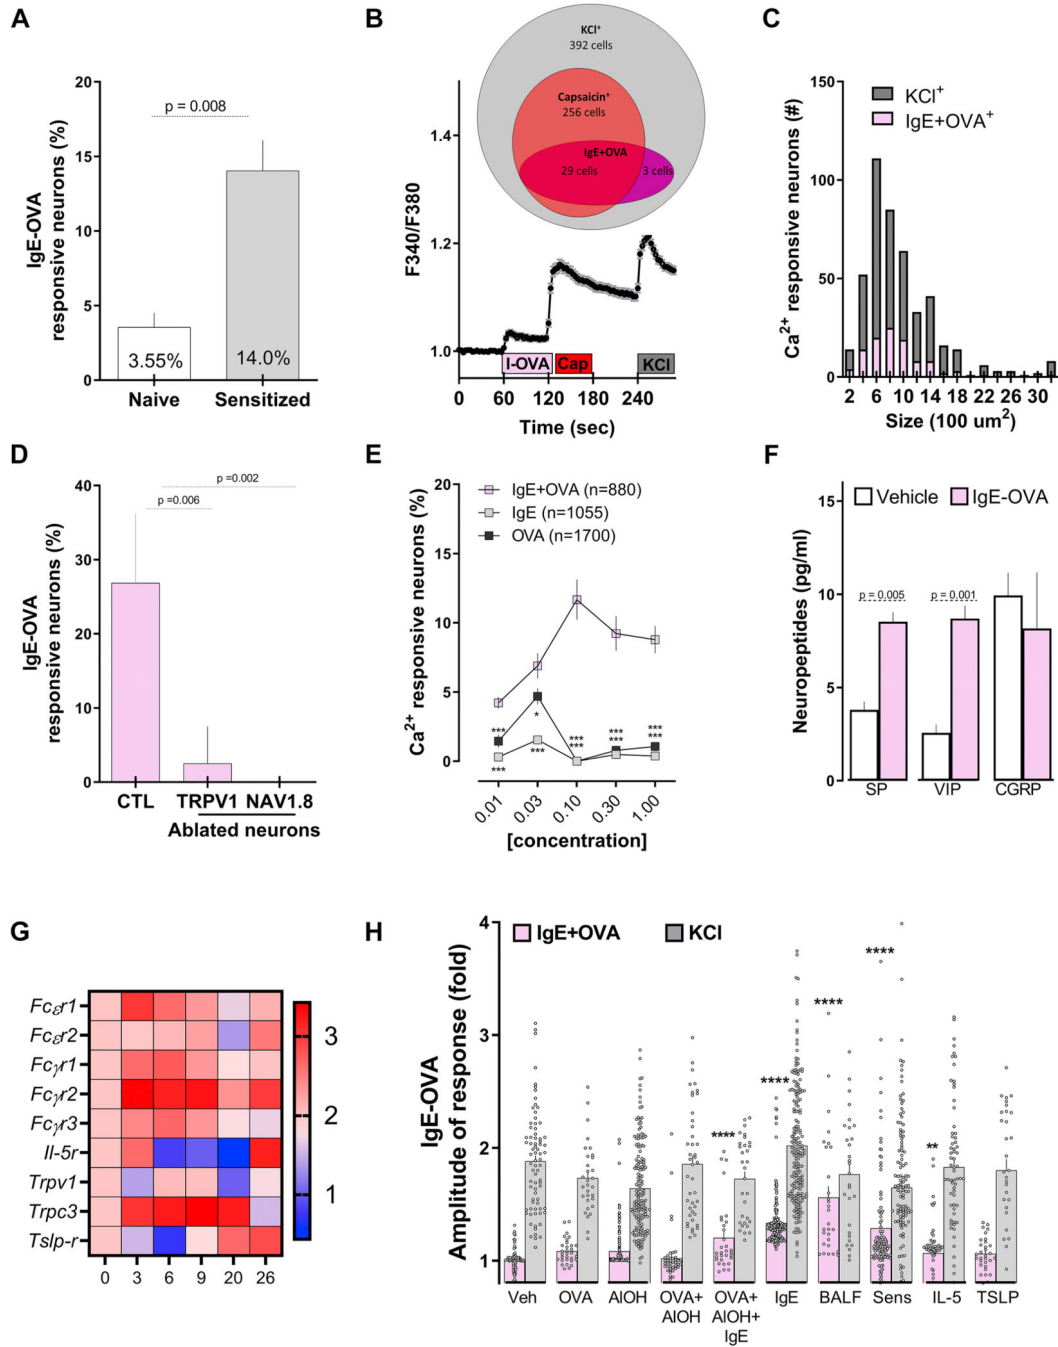 A
IgE-OVA
responsive neurons (%)
20
15
10
5
0
p = 0.008
3.55%
14.0%
Naive
Sensitized
B
KCl⁺
392 cells
Capsaicin⁺
256 cells
IgE+OVA
29 cells
3 cells
F340/F380
1.4
1.2
1.0
I-OVA
Cap
KCl
0
60
120
180
240
Time (sec)
C
Ca²⁺ responsive neurons (#)
150
100
50
0
KCl⁺
IgE+OVA⁺
2
6
10
14
18
22
26
30
Size (100 um²)
D
IgE-OVA
responsive neurons (%)
40
30
20
10
0
p =0.002
p =0.006
CTL
TRPV1
NAV1.8
Ablated neurons
E
Ca²⁺ responsive neurons (%)
20
15
10
5
0
IgE+OVA (n=880)
IgE (n=1055)
OVA (n=1700)
***
***
*
***
***
***
***
***
***
***
0.01
0.03
0.10
0.30
1.00
[concentration]
F
Neuropeptides (pg/ml)
15
10
5
0
Vehicle
IgE-OVA
p = 0.005
p = 0.001
SP
VIP
CGRP
G
Fcεr1
Fcεr2
Fcγr1
Fcγr2
Fcγr3
Il-5r
Trpv1
Trpc3
Tslp-r
0
3
6
9
20
26
3
2
1
H
IgE-OVA
Amplitude of response (fold)
4
3
2
1
IgE+OVA
KCl
****
****
****
****
**
Veh
OVA
AlOH
OVA+
AlOH
OVA+
AlOH+
IgE
IgE
BALF
Sens
IL-5
TSLP